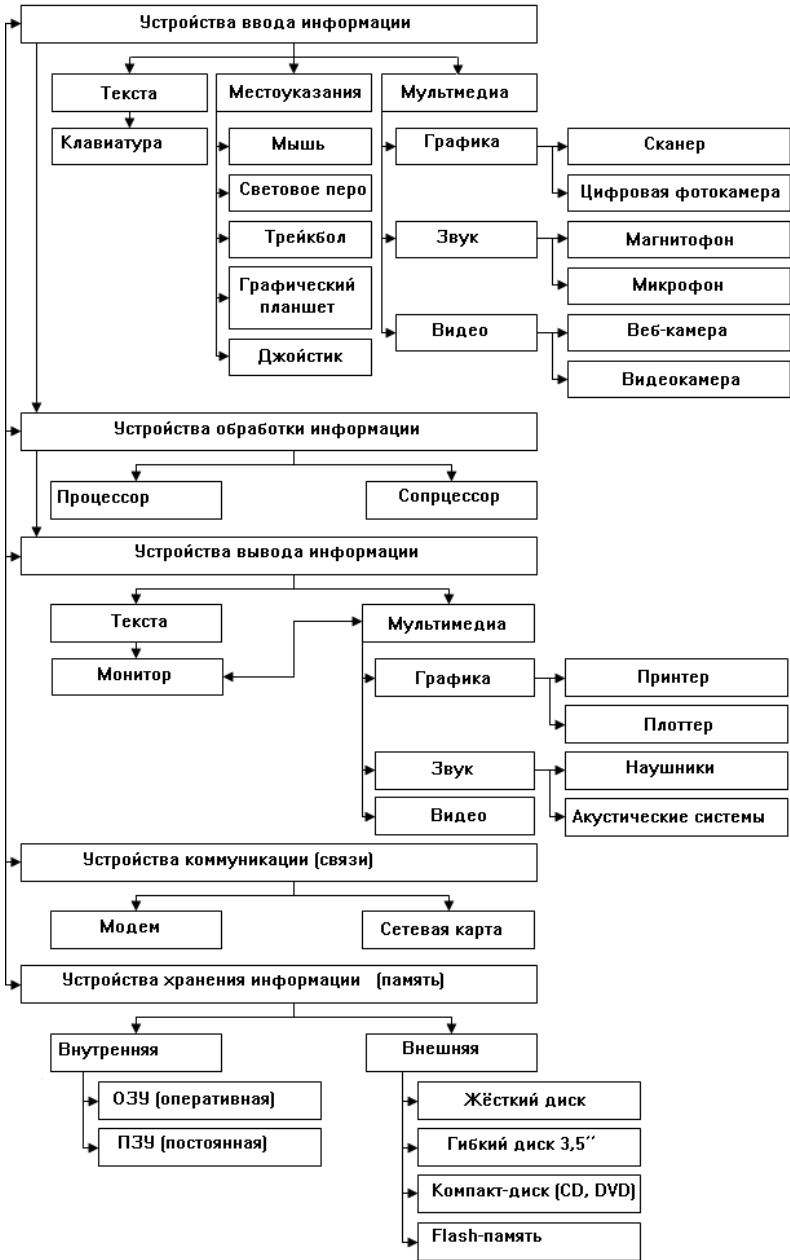 Устройства ввода информации
Текста
Местоуказания
Мультмедиа
Клавиатура
Мышь
Графика
Сканер
Световое перо
Цифровая фотокамера
Трейкбол
Звук
Магнитофон
Графический
планшет
Микрофон
Видео
Веб-камера
Джойстик
Видеокамера
Устройства обработки информации
Процессор
Сопрцессор
Устройства вывода информации
Текста
Мультимедиа
Монитор
Графика
Принтер
Плоттер
Звук
Наушники
Видео
Акустические системы
Устройства коммуникации (связи)
Модем
Сетевая карта
Устройства хранения информации (память)
Внутренняя
Внешняя
ОЗУ (оперативная)
Жёсткий диск
ПЗУ (постоянная)
Гибкий диск 3,5′′
Компакт-диск (CD, DVD)
Flash-память